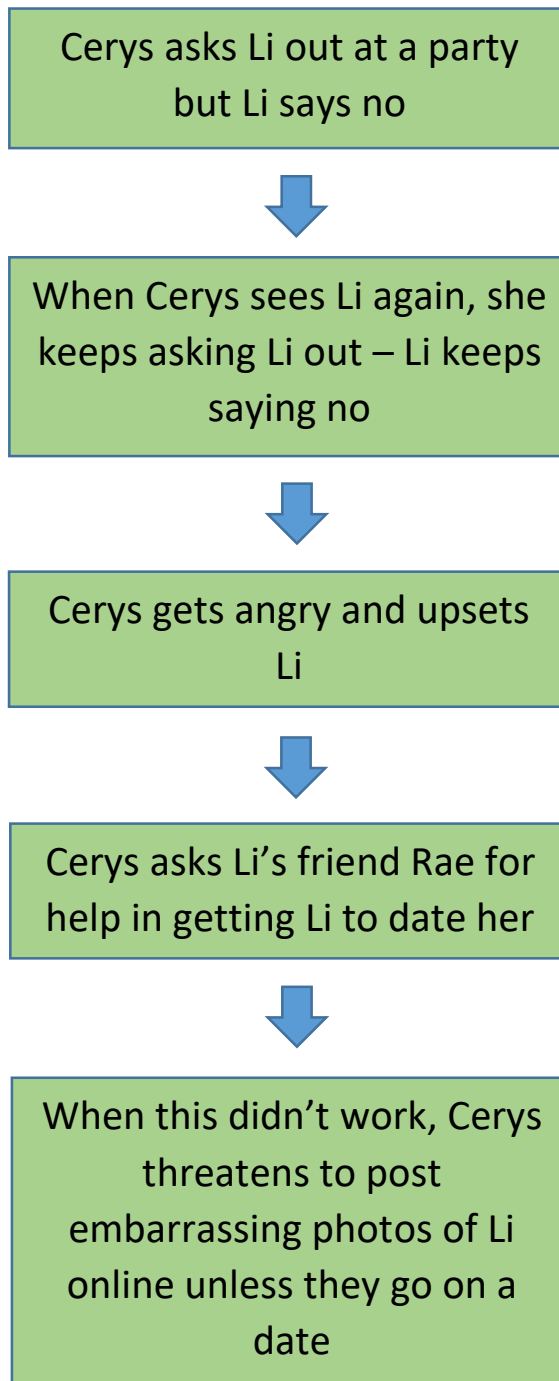 Cerys asks Li out at a party
but Li says no
When Cerys sees Li again, she
keeps asking Li out – Li keeps
saying no
Cerys gets angry and upsets
Li
Cerys asks Li’s friend Rae for
help in getting Li to date her
When this didn’t work, Cerys
threatens to post
embarrassing photos of Li
online unless they go on a
date